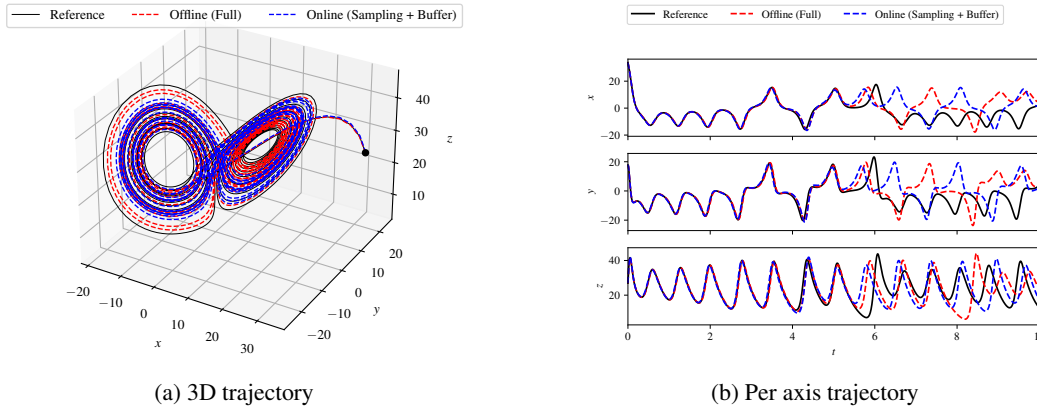 Reference Offline (Full) Online (Sampling + Buffer)
40
30
20
10
z
−20
−10
0
10
20
30
x
−20
−10
0
10
20
y
(a) 3D trajectory
Reference Offline (Full) Online (Sampling + Buffer)
20
0
−20
x
20
0
−20
y
40
20
z
0 2 4 6 8 1
t
(b) Per axis trajectory